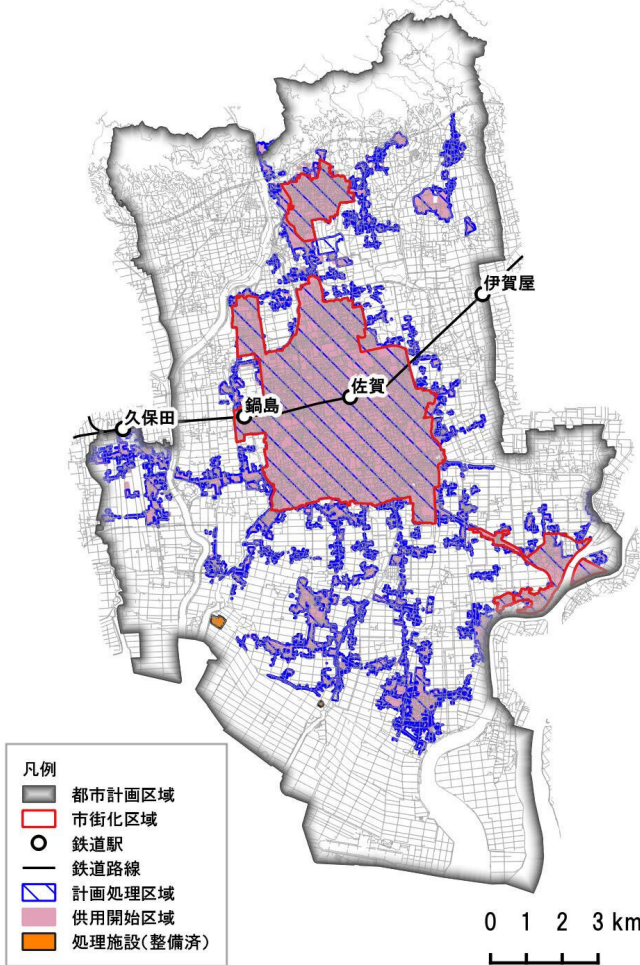 伊賀屋
佐賀
鍋島
久保田
凡例
都市計画区域
市街化区域
鉄道駅
鉄道路線
計画処理区域
供用開始区域
処理施設(整備済)
0 1 2 3 km